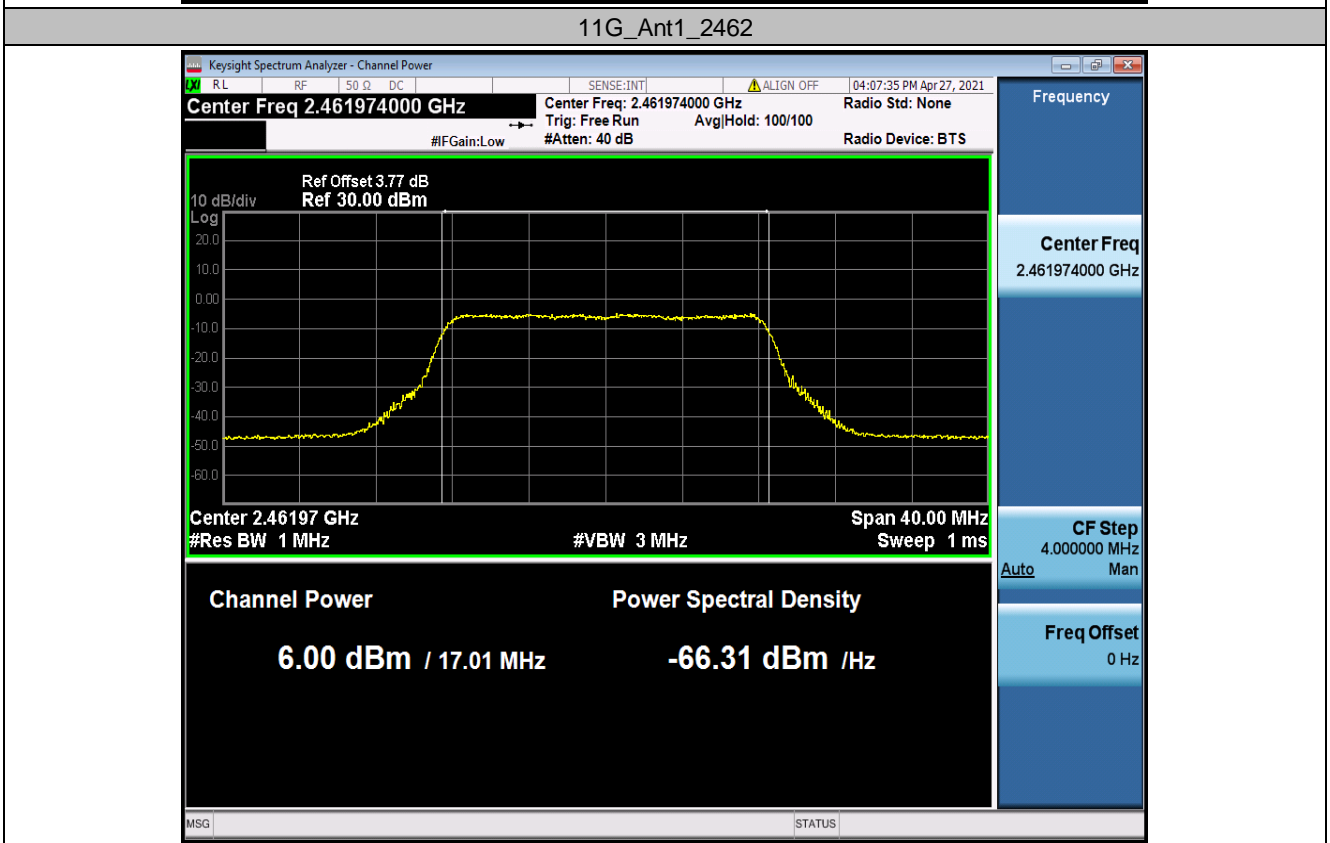 11G_Ant1_2462
Keysight Spectrum Analyzer - Channel Power
LXI RL RF 50 Ω DC SENSE:INT ALIGN OFF 04:07:35 PM Apr 27, 2021
Center Freq 2.461974000 GHz
Center Freq: 2.461974000 GHz Radio Std: None
Trig: Free Run Avg|Hold: 100/100
#IFGain:Low #Atten: 40 dB Radio Device: BTS
Ref Offset 3.77 dB
10 dB/div Ref 30.00 dBm
Log
20.0
10.0
0.00
-10.0
-20.0
-30.0
-40.0
-50.0
-60.0
Center 2.46197 GHz Span 40.00 MHz
#Res BW 1 MHz #VBW 3 MHz Sweep 1 ms
Channel Power Power Spectral Density
6.00 dBm / 17.01 MHz -66.31 dBm /Hz
Frequency
Center Freq
2.461974000 GHz
CF Step
4.000000 MHz
Auto Man
Freq Offset
0 Hz
MSG STATUS